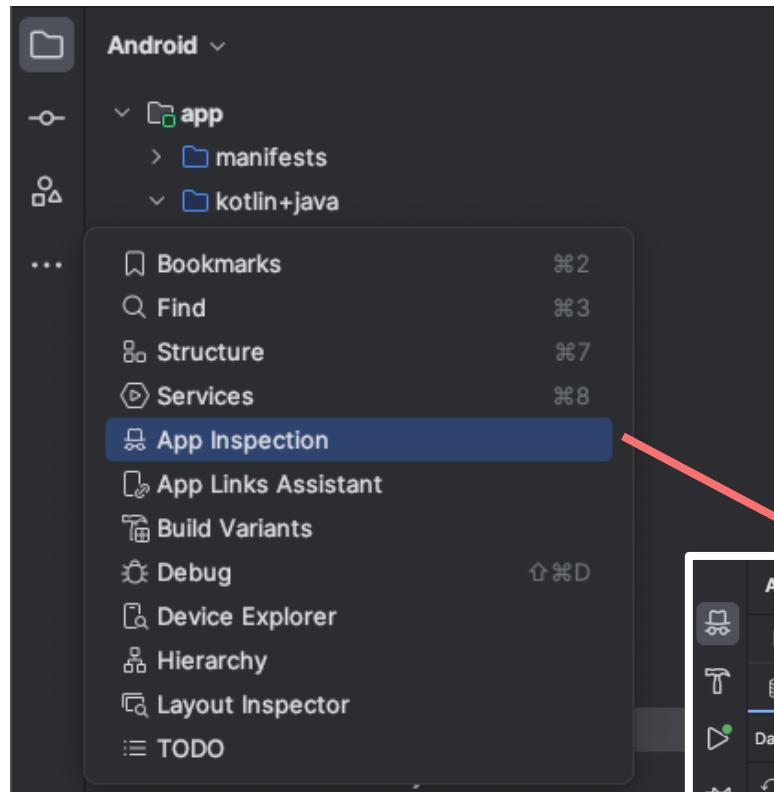 Android
app
manifests
kotlin+java
Bookmarks ⌘2
Find ⌘3
Structure ⌘7
Services ⌘8
App Inspection
App Links Assistant
Build Variants
Debug ⇧⌘D
Device Explorer
Hierarchy
Layout Inspector
TODO
A
Da